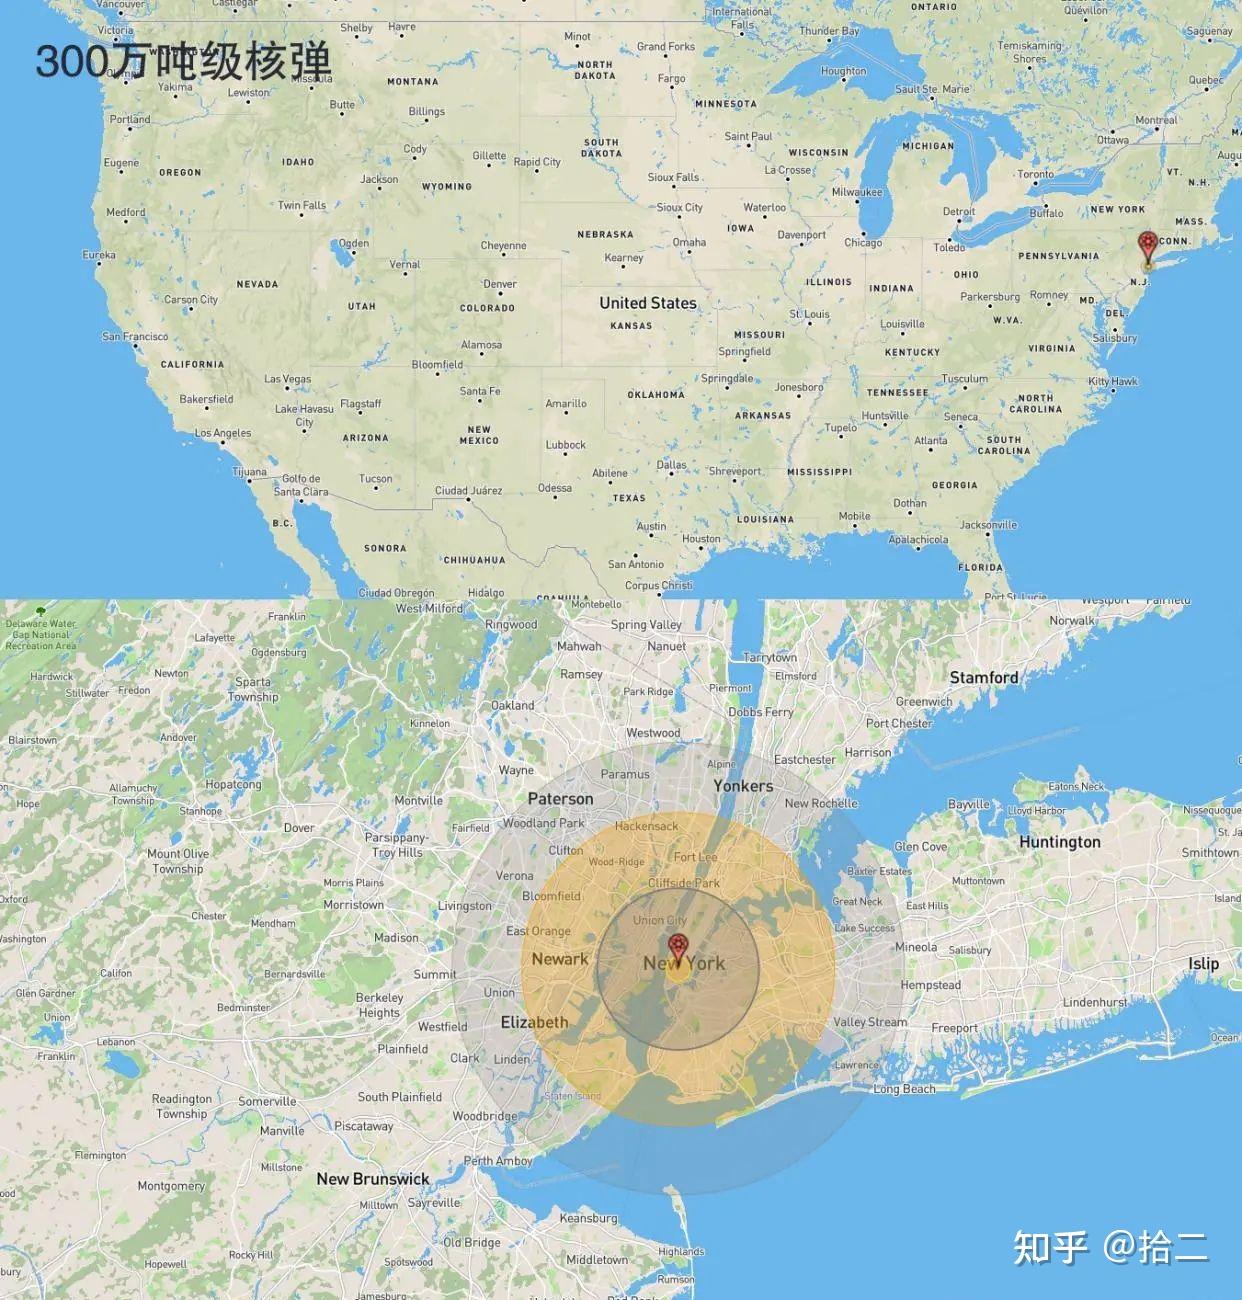 Vancouver
Castlegar
International
Falls
ONTARIO
Quévillon
Victoria
Shelby
Havre
Minot
Grand Forks
Thunder Bay
Temiskaming
Shores
Saguenay
300万吨级核弹
Missoula
MONTANA
NORTH
DAKOTA
Fargo
Houghton
Sault Ste. Marie
Quebec
Yakima
Lewiston
Butte
Billings
MINNESOTA
Portland
Saint Paul
Ottawa
Montreal
Eugene
OREGON
IDAHO
Cody
Gillette
Rapid City
SOUTH
DAKOTA
WISCONSIN
MICHIGAN
Jackson
WYOMING
Sioux Falls
La Crosse
Toronto
VT.
N.H.
Medford
Twin Falls
Sioux City
Waterloo
Milwaukee
Detroit
Buffalo
NEW YORK
MASS.
Eureka
Ogden
Vernal
Cheyenne
NEBRASKA
Omaha
IOWA
Davenport
Chicago
Toledo
CONN.
Kearney
PENNSYLVANIA
NEVADA
Denver
ILLINOIS
INDIANA
OHIO
N.J.
Carson City
UTAH
COLORADO
United States
St. Louis
Parkersburg
Romney
MD.
KANSAS
Louisville
W.VA.
DEL.
San Francisco
Alamosa
MISSOURI
Salisbury
CALIFORNIA
Bloomfield
Springfield
KENTUCKY
VIRGINIA
Las Vegas
Santa Fe
Springdale
Jonesboro
Tusculum
Kitty Hawk
Bakersfield
Lake Havasu
City
Flagstaff
Amarillo
OKLAHOMA
TENNESSEE
NORTH
CAROLINA
Los Angeles
ARIZONA
NEW
MEXICO
Lubbock
ARKANSAS
Tupelo
Huntsville
Seneca
Atlanta
SOUTH
CAROLINA
Tijuana
Golfo de
Santa Clara
Tucson
Ciudad Juárez
Odessa
Abilene
Dallas
TEXAS
Shreveport
MISSISSIPPI
GEORGIA
Dothan
B.C.
SONORA
CHIHUAHUA
Austin
Houston
LOUISIANA
Mobile
Apalachicola
Jacksonville
San Antonio
FLORIDA
Ciudad Obregón
Hidalgo
COAHUILA
Corpus Christi
Port St. Lucie
Delaware Water
Gap National
Recreation Area
Franklin
West Milford
Ringwood
Montebello
Spring Valley
Westport
Fairfield
Norwalk
Lafayette
Ogdensburg
Mahwah
Nanuet
Tarrytown
Elmsford
Stamford
Hardwick
Stillwater
Fredon
Newton
Sparta
Township
Ramsey
Park Ridge
Piermont
Greenwich
Oakland
Dobbs Ferry
Port Chester
Blairstown
Andover
Kinnelon
Westwood
Harrison
Hopatcong
Wayne
Paramus
Alpine
Eastchester
Hope
Allamuchy
Township
Stanhope
Montville
Paterson
Yonkers
New Rochelle
Eatons Neck
Bayville
Lloyd Harbor
Nissequogue
Dover
Parsippany-
Troy Hills
Fairfield
Woodland Park
Hackensack
Glen Cove
Huntington
Smithtown
Mount Olive
Township
Clifton
Wood-Ridge
Fort Lee
Verona
Cliffside Park
Baxter Estates
Muttontown
Oxford
Morris Plains
Morristown
Livingston
Bloomfield
Great Neck
East Hills
Island
Chester
Mendham
Union City
Lake Success
Washington
Madison
East Orange
Newark
New York
Mineola
Salisbury
Islip
Califon
Bernardsville
Summit
Hempstead
Glen Gardner
Union
Bedminster
Berkeley
Heights
Union
Elizabeth
Lindenhurst
Westfield
Valley Stream
Freeport
Franklin
Lebanon
Plainfield
Clark
Linden
Lawrence
Ocean
South Plainfield
Staten Island
Long Beach
Readington
Township
Somerville
Woodbridge
Manville
Piscataway
Flemington
Millstone
Perth Amboy
New Brunswick
Montgomery
Milltown
Sayreville
Keansburg
Old Bridge
Rocky Hill
Hopewell
Spotswood
Middletown
Highlands
Rumson
Jamesburg
知乎 @拾二